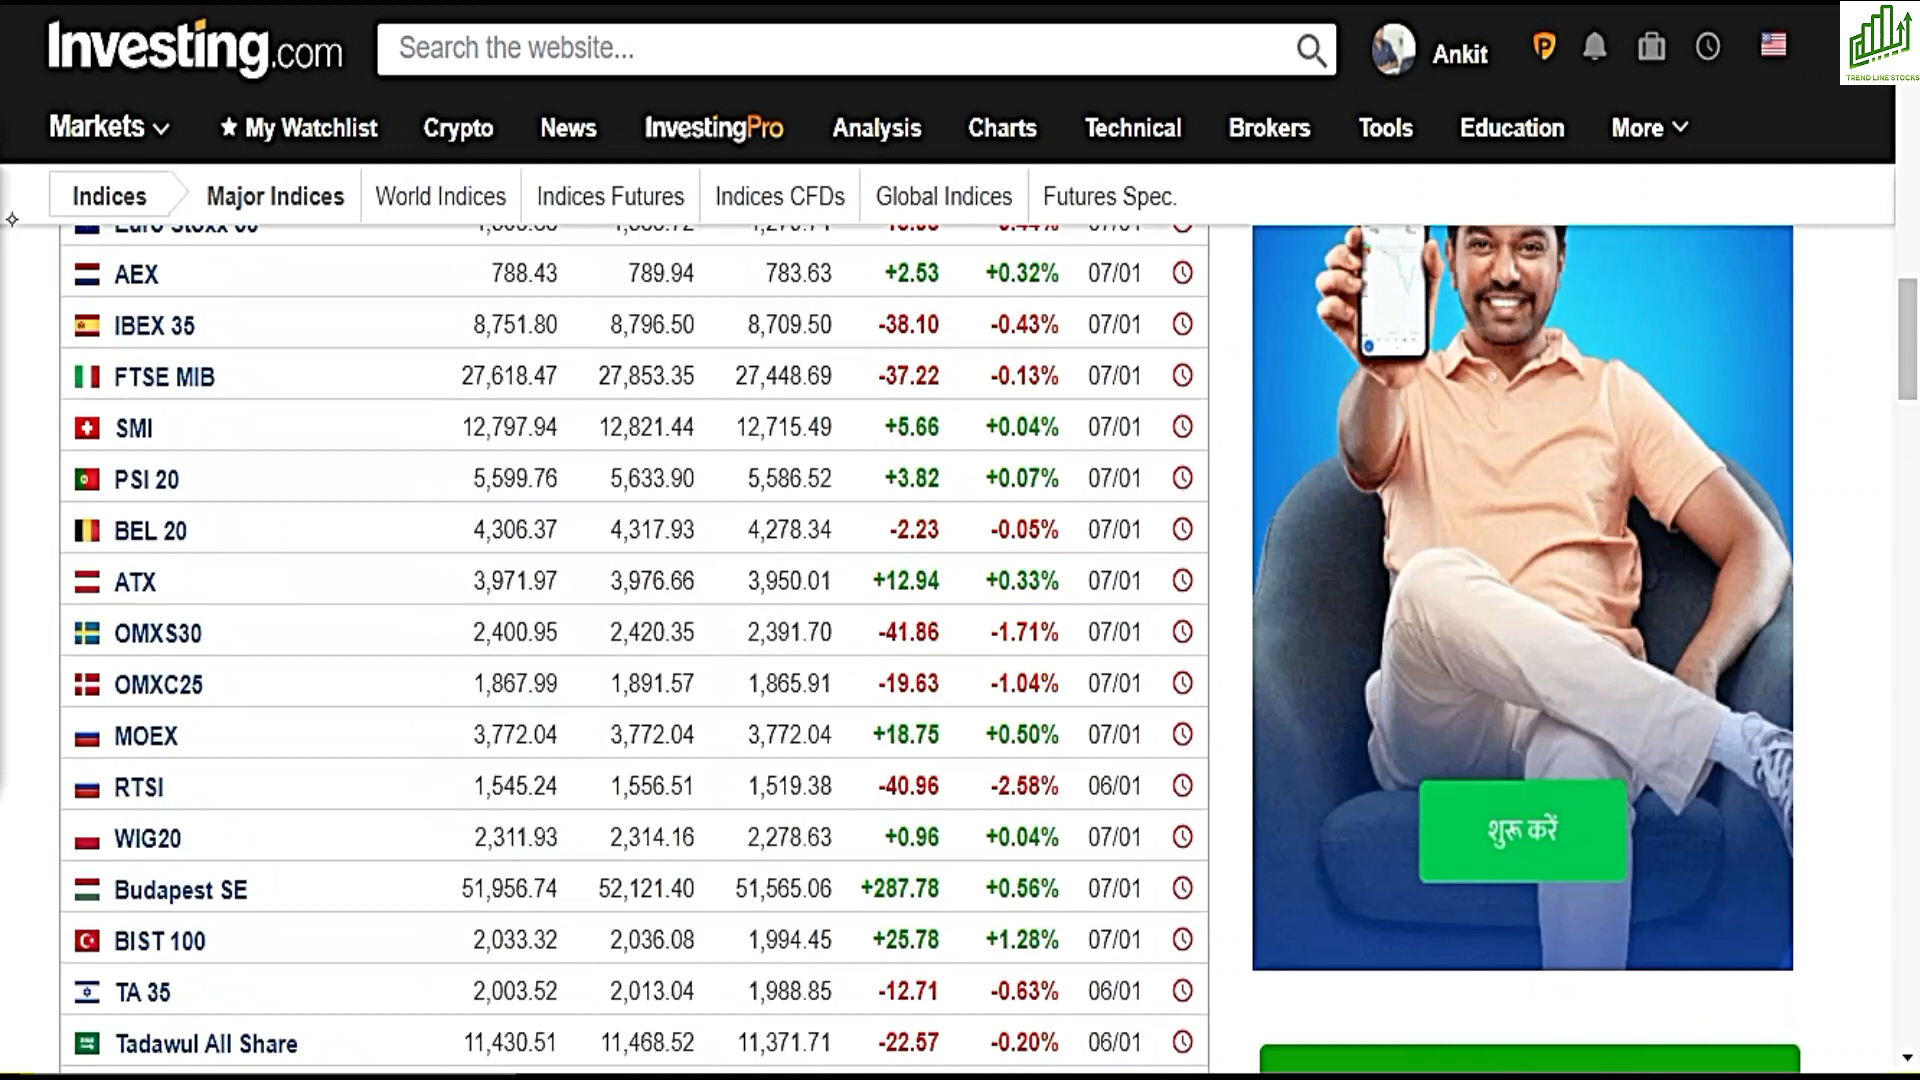 Investing.com
Search the website...
Ankit
TREND LINE STOCKS
Markets
My Watchlist
Crypto
News
InvestingPro
Analysis
Charts
Technical
Brokers
Tools
Education
More
Indices
Major Indices
World Indices
Indices Futures
Indices CFDs
Global Indices
Futures Spec.
AEX 788.43 789.94 783.63 +2.53 +0.32% 07/01
IBEX 35 8,751.80 8,796.50 8,709.50 -38.10 -0.43% 07/01
FTSE MIB 27,618.47 27,853.35 27,448.69 -37.22 -0.13% 07/01
SMI 12,797.94 12,821.44 12,715.49 +5.66 +0.04% 07/01
PSI 20 5,599.76 5,633.90 5,586.52 +3.82 +0.07% 07/01
BEL 20 4,306.37 4,317.93 4,278.34 -2.23 -0.05% 07/01
ATX 3,971.97 3,976.66 3,950.01 +12.94 +0.33% 07/01
OMXS30 2,400.95 2,420.35 2,391.70 -41.86 -1.71% 07/01
OMXC25 1,867.99 1,891.57 1,865.91 -19.63 -1.04% 07/01
MOEX 3,772.04 3,772.04 3,772.04 +18.75 +0.50% 07/01
RTSI 1,545.24 1,556.51 1,519.38 -40.96 -2.58% 06/01
WIG20 2,311.93 2,314.16 2,278.63 +0.96 +0.04% 07/01
Budapest SE 51,956.74 52,121.40 51,565.06 +287.78 +0.56% 07/01
BIST 100 2,033.32 2,036.08 1,994.45 +25.78 +1.28% 07/01
TA 35 2,003.52 2,013.04 1,988.85 -12.71 -0.63% 06/01
Tadawul All Share 11,430.51 11,468.52 11,371.71 -22.57 -0.20% 06/01
शुरू करें